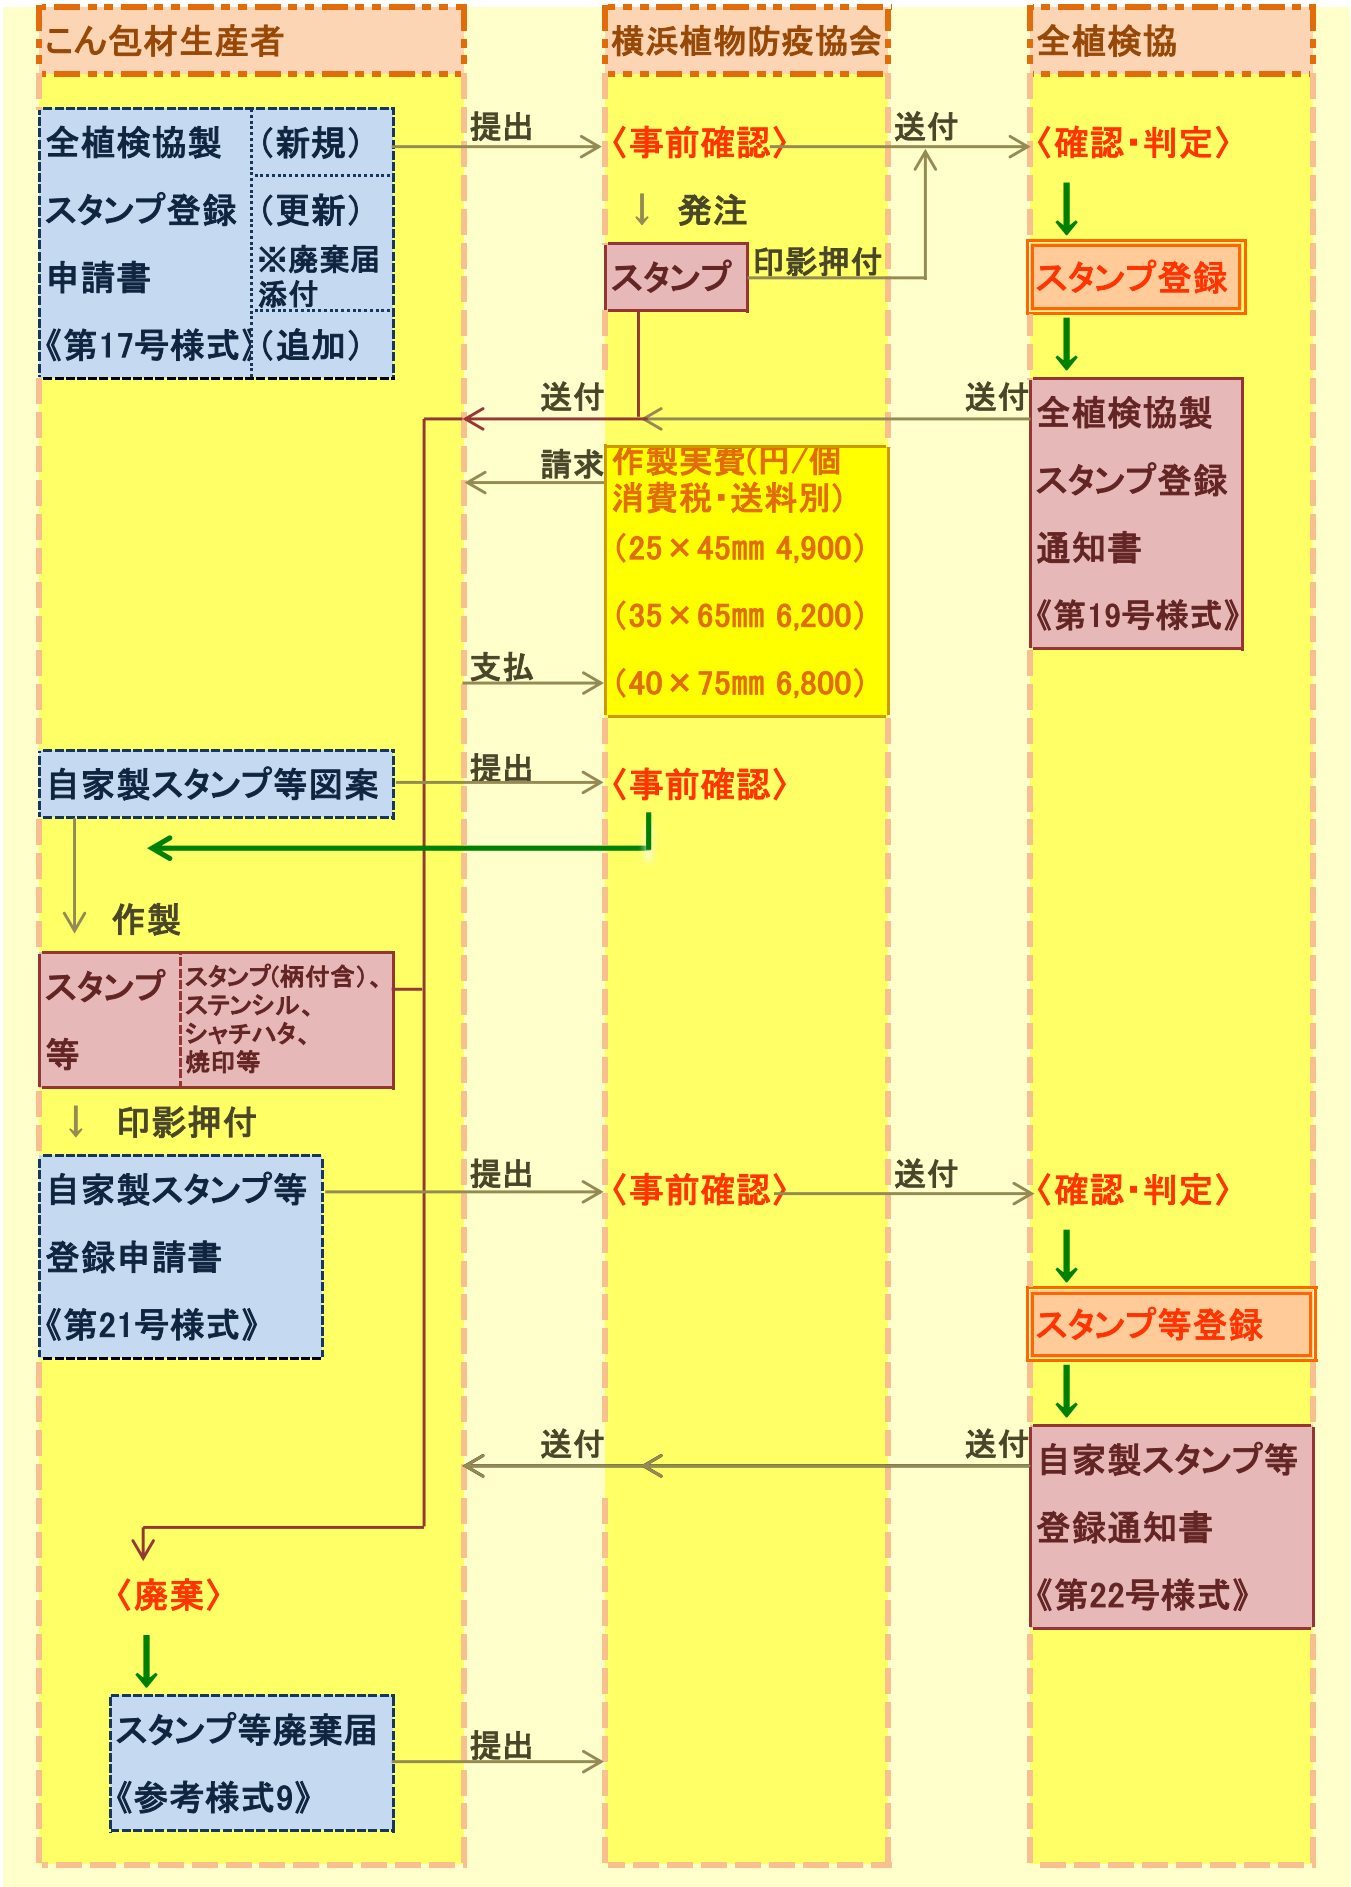 こん包材生産者
横浜植物防疫協会
全植検協
全植検協製
(新規)
提出
〈事前確認〉
送付
〈確認・判定〉
スタンプ登録
(更新)
↓ 発注
※廃棄届
添付
申請書
スタンプ
印影押付
スタンプ登録
《第17号様式》
(追加)
送付
送付
全植検協製
スタンプ登録
通知書
《第19号様式》
請求
作製実費(円/個
消費税・送料別)
(25×45㎜ 4,900)
(35×65㎜ 6,200)
(40×75㎜ 6,800)
支払
自家製スタンプ等図案
提出
〈事前確認〉
作製
スタンプ
等
スタンプ(柄付含)、
ステンシル、
シャチハタ、
焼印等
↓ 印影押付
自家製スタンプ等
登録申請書
《第21号様式》
提出
〈事前確認〉
送付
〈確認・判定〉
スタンプ等登録
送付
送付
自家製スタンプ等
登録通知書
《第22号様式》
〈廃棄〉
スタンプ等廃棄届
《参考様式9》
提出